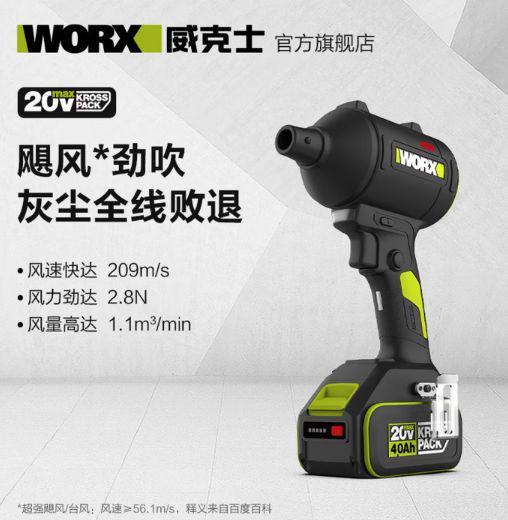 WORX 威克士 官方旗舰店
20V max KROSS PACK
飓风*劲吹
灰尘全线败退
• 风速快达 209m/s
• 风力劲达 2.8N
• 风量高达 1.1m³/min
WORX
20V max KROSS PACK
40Ah
*超强飓风/台风：风速≥56.1m/s，释义来自百度百科